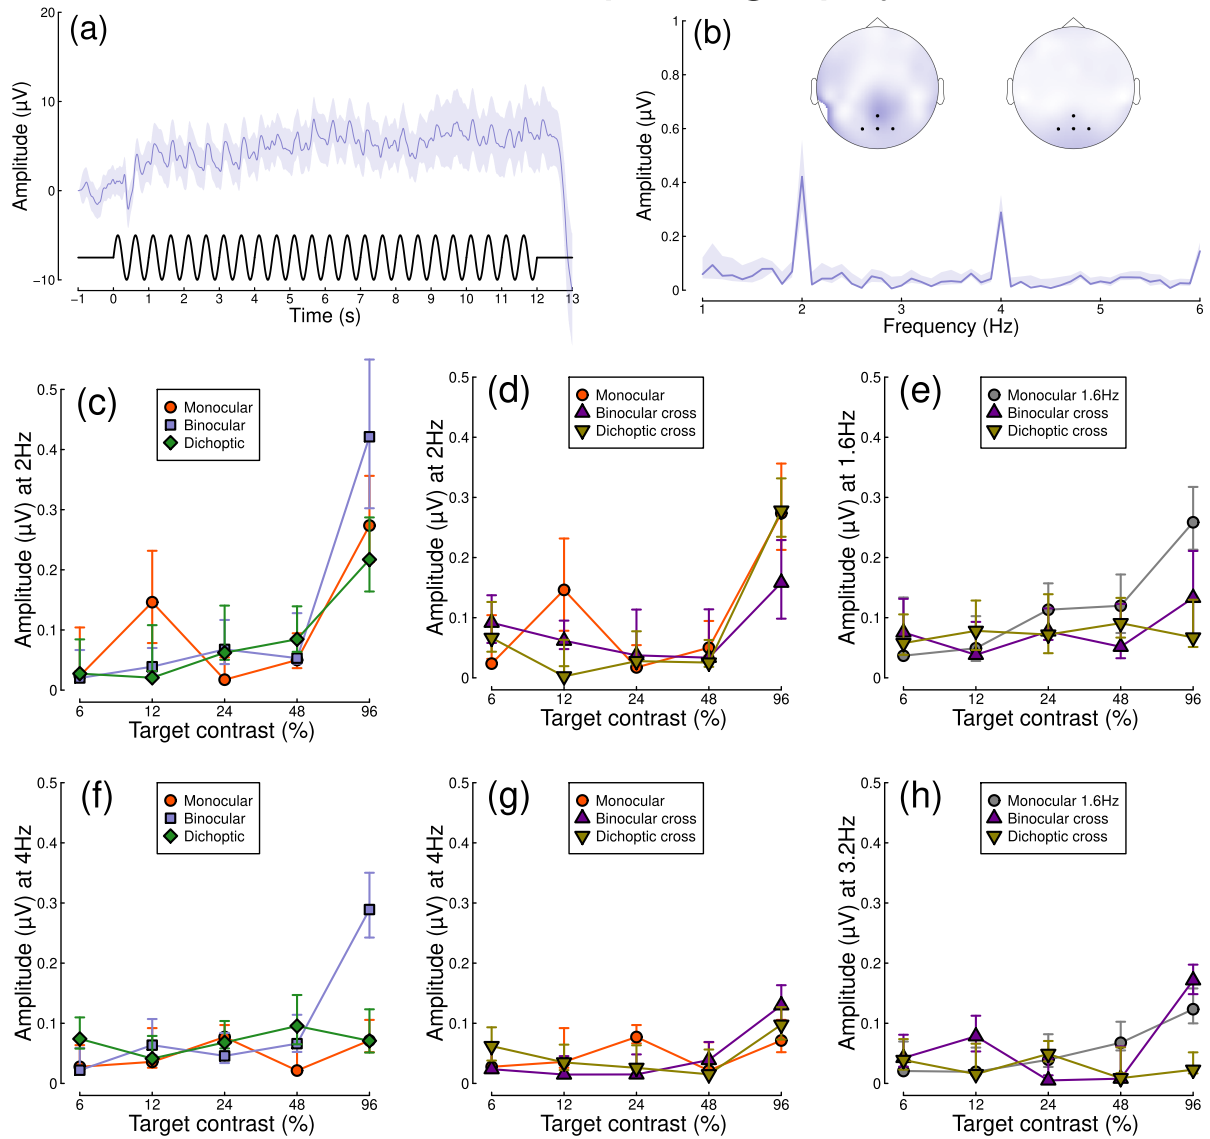 (a)
20
10
0
−10
Amplitude (µV)
−1 0 1 2 3 4 5 6 7 8 9 10 11 12 13
Time (s)
(b)
1
0.8
0.6
0.4
0.2
0
Amplitude (µV)
1 2 3 4 5 6
Frequency (Hz)
(c)
Monocular
Binocular
Dichoptic
0.5
0.4
0.3
0.2
0.1
0
Amplitude (µV) at 2Hz
6 12 24 48 96
Target contrast (%)
(d)
Monocular
Binocular cross
Dichoptic cross
0.5
0.4
0.3
0.2
0.1
0
Amplitude (µV) at 2Hz
6 12 24 48 96
Target contrast (%)
(e)
Monocular 1.6Hz
Binocular cross
Dichoptic cross
0.5
0.4
0.3
0.2
0.1
0
Amplitude (µV) at 1.6Hz
6 12 24 48 96
Target contrast (%)
(f)
Monocular
Binocular
Dichoptic
0.5
0.4
0.3
0.2
0.1
0
Amplitude (µV) at 4Hz
6 12 24 48 96
Target contrast (%)
(g)
Monocular
Binocular cross
Dichoptic cross
0.5
0.4
0.3
0.2
0.1
0
Amplitude (µV) at 4Hz
6 12 24 48 96
Target contrast (%)
(h)
Monocular 1.6Hz
Binocular cross
Dichoptic cross
0.5
0.4
0.3
0.2
0.1
0
Amplitude (µV) at 3.2Hz
6 12 24 48 96
Target contrast (%)